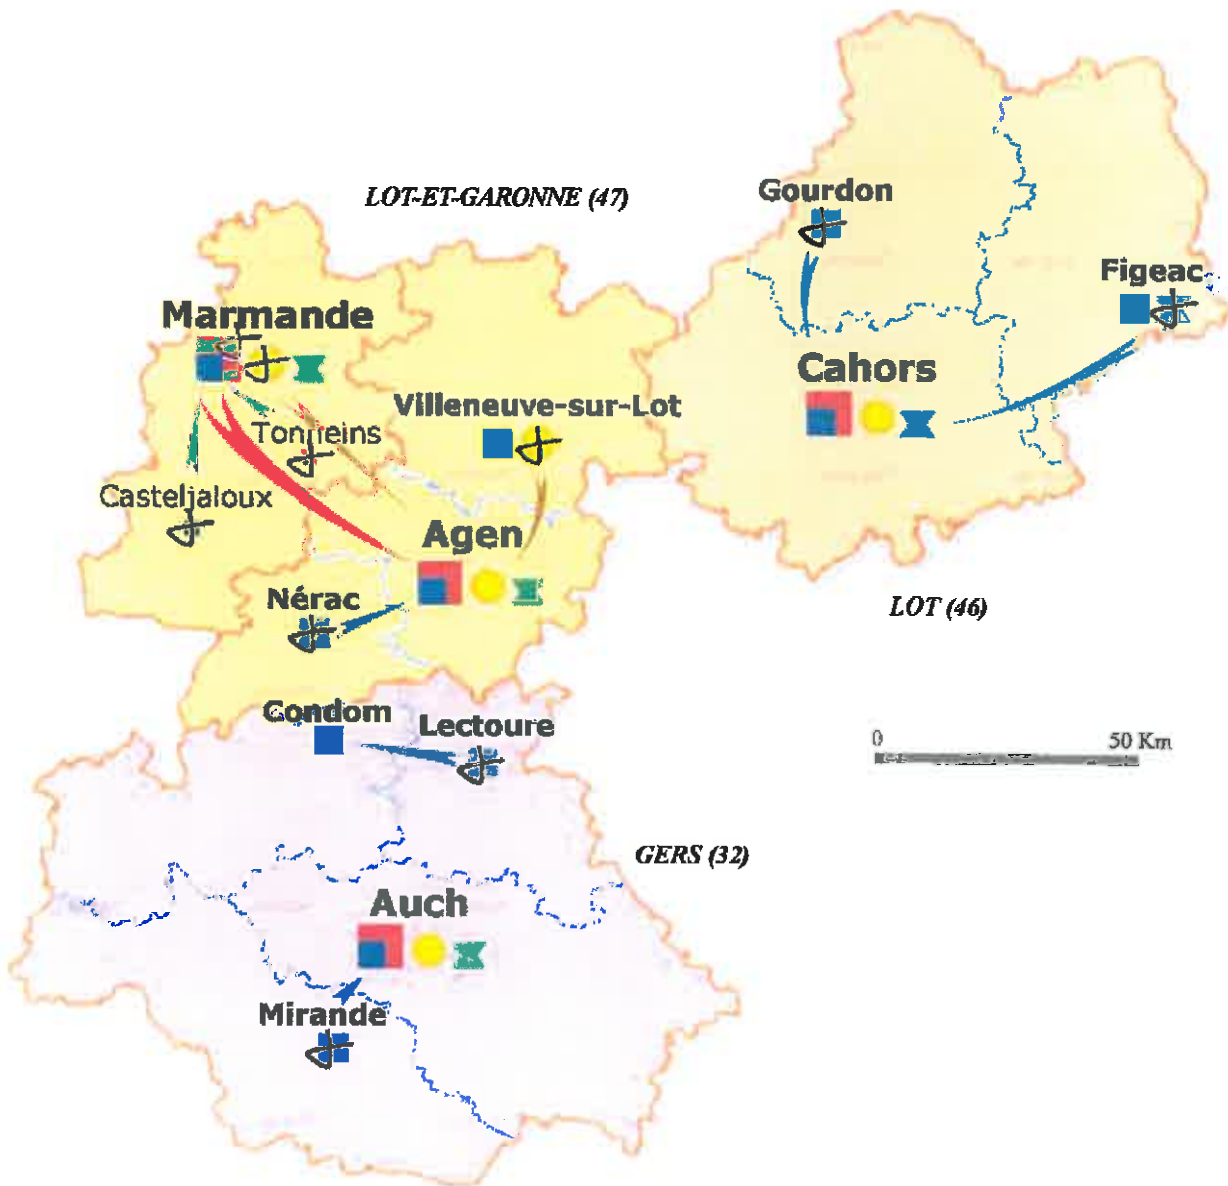 LOT-ET-GARONNE (47)
Gourdon
Figeac
Marmande
Cahors
Villeneuve-sur-Lot
Tonneins
Casteljaloux
Agen
Nérac
LOT (46)
Condom
Lectoure
0 50 Km
GERS (32)
Auch
Mirande